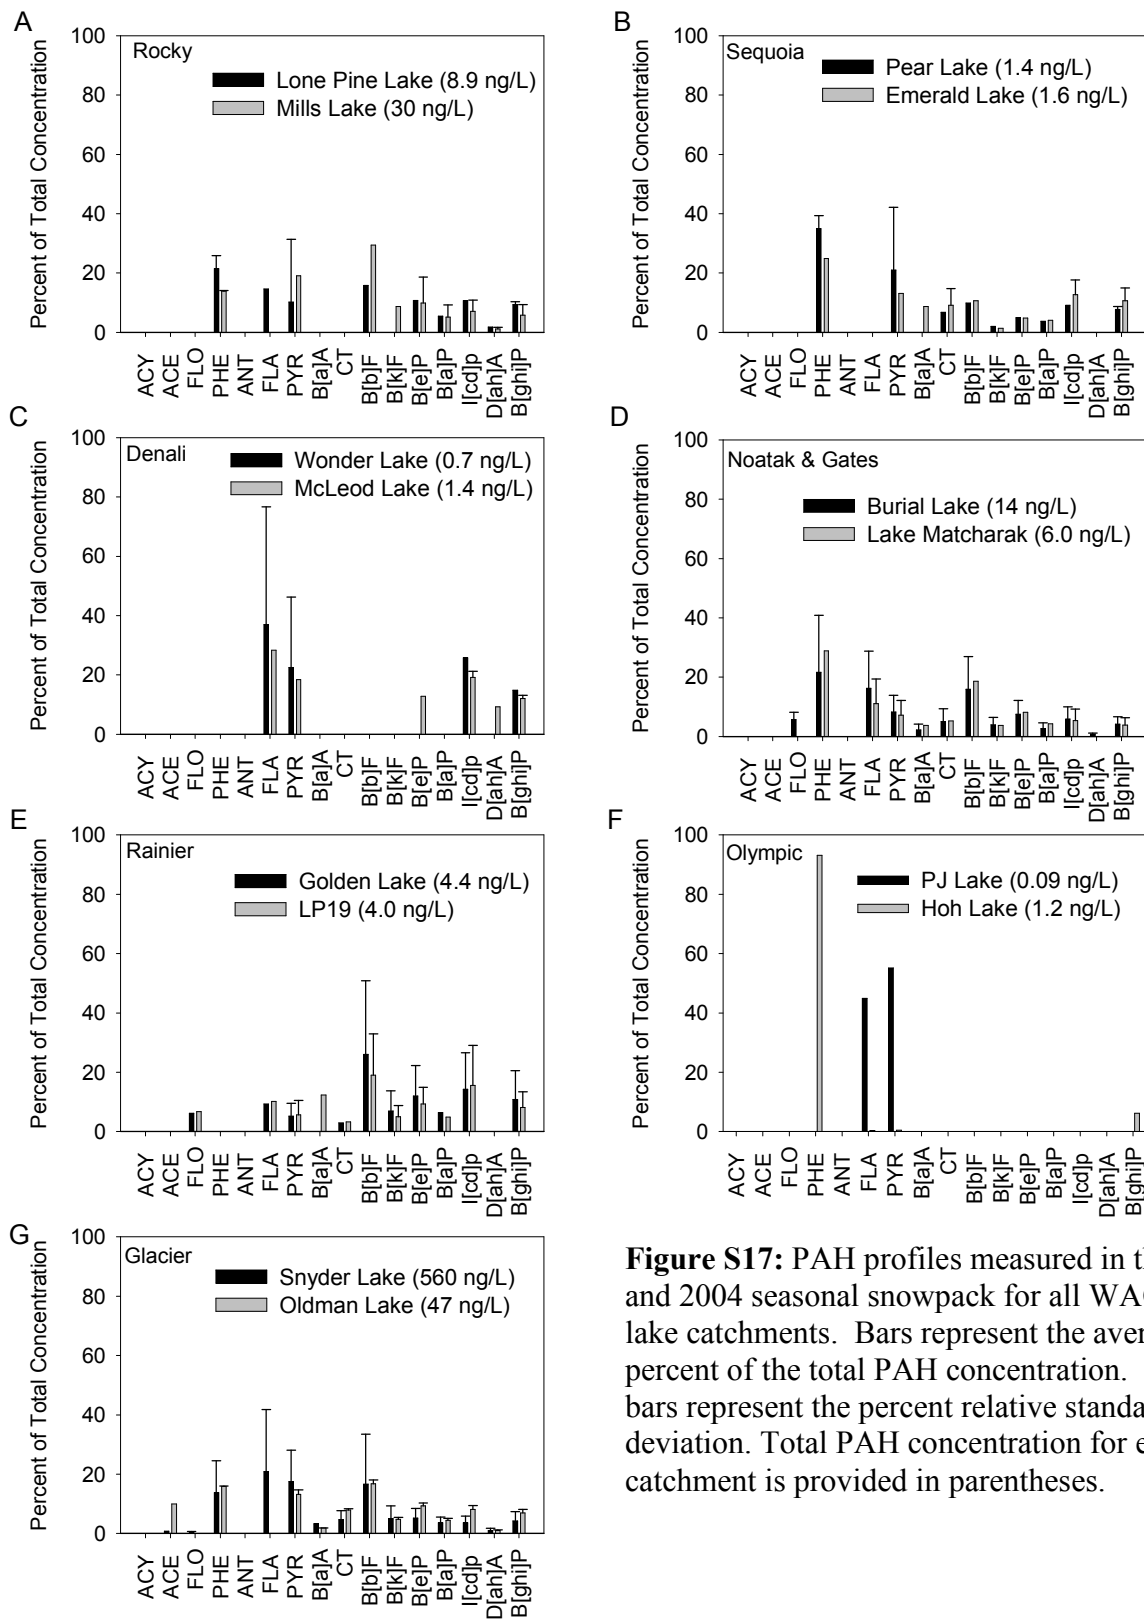 A
Rocky
Lone Pine Lake (8.9 ng/L)
Mills Lake (30 ng/L)
Percent of Total Concentration
100
80
60
40
20
0
ACY
ACE
FLO
PHE
ANT
FLA
PYR
B[a]A
CT
B[b]F
B[k]F
B[e]P
B[a]P
I[cd]p
D[ah]A
B[ghi]P
B
Sequoia
Pear Lake (1.4 ng/L)
Emerald Lake (1.6 ng/L)
Percent of Total Concentration
100
80
60
40
20
0
ACY
ACE
FLO
PHE
ANT
FLA
PYR
B[a]A
CT
B[b]F
B[k]F
B[e]P
B[a]P
I[cd]p
D[ah]A
B[ghi]P
C
Denali
Wonder Lake (0.7 ng/L)
McLeod Lake (1.4 ng/L)
Percent of Total Concentration
100
80
60
40
20
0
ACY
ACE
FLO
PHE
ANT
FLA
PYR
B[a]A
CT
B[b]F
B[k]F
B[e]P
B[a]P
I[cd]p
D[ah]A
B[ghi]P
D
Noatak & Gates
Burial Lake (14 ng/L)
Lake Matcharak (6.0 ng/L)
Percent of Total Concentration
100
80
60
40
20
0
ACY
ACE
FLO
PHE
ANT
FLA
PYR
B[a]A
CT
B[b]F
B[k]F
B[e]P
B[a]P
I[cd]p
D[ah]A
B[ghi]P
E
Rainier
Golden Lake (4.4 ng/L)
LP19 (4.0 ng/L)
Percent of Total Concentration
100
80
60
40
20
0
ACY
ACE
FLO
PHE
ANT
FLA
PYR
B[a]A
CT
B[b]F
B[k]F
B[e]P
B[a]P
I[cd]p
D[ah]A
B[ghi]P
F
Olympic
PJ Lake (0.09 ng/L)
Hoh Lake (1.2 ng/L)
Percent of Total Concentration
100
80
60
40
20
0
ACY
ACE
FLO
PHE
ANT
FLA
PYR
B[a]A
CT
B[b]F
B[k]F
B[e]P
B[a]P
I[cd]p
D[ah]A
B[ghi]P
G
Glacier
Snyder Lake (560 ng/L)
Oldman Lake (47 ng/L)
Percent of Total Concentration
100
80
60
40
20
0
ACY
ACE
FLO
PHE
ANT
FLA
PYR
B[a]A
CT
B[b]F
B[k]F
B[e]P
B[a]P
I[cd]p
D[ah]A
B[ghi]P
Figure S17: PAH profiles measured in
and 2004 seasonal snowpack for all
lake catchments. Bars represent the
percent of the total PAH concentration.
bars represent the percent relative
deviation. Total PAH concentration for
catchment is provided in parentheses.